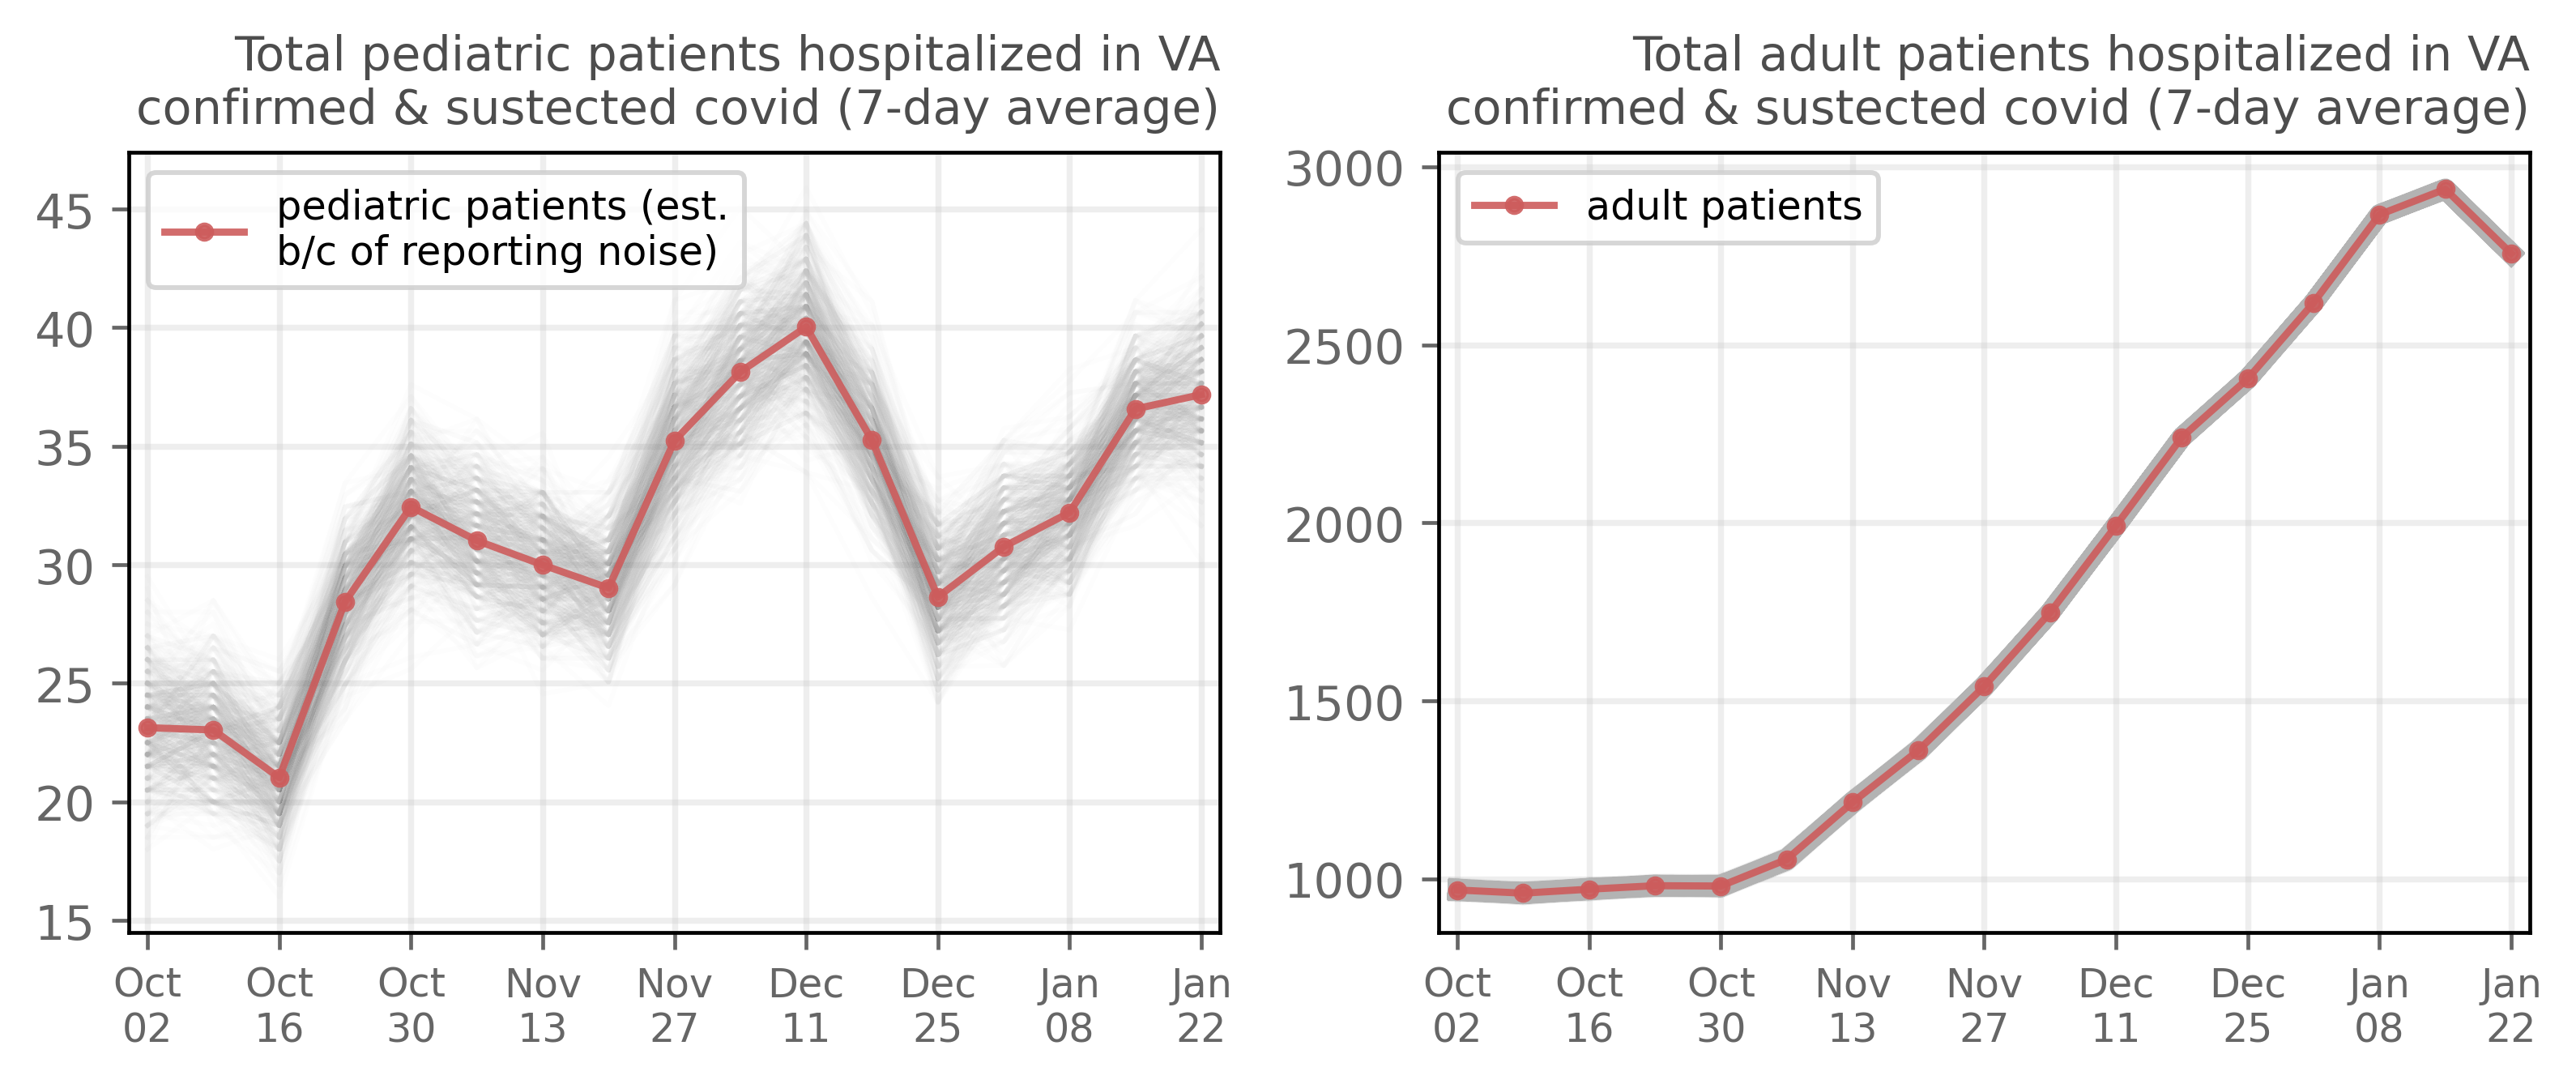 Total pediatric patients hospitalized in VA
confirmed & sustected covid (7-day average)
pediatric patients (est.
b/c of reporting noise)
45
40
35
30
25
20
15
Oct
02
Oct
16
Oct
30
Nov
13
Nov
27
Dec
11
Dec
25
Jan
08
Jan
22
Total adult patients hospitalized in VA
confirmed & sustected covid (7-day average)
adult patients
3000
2500
2000
1500
1000
Oct
02
Oct
16
Oct
30
Nov
13
Nov
27
Dec
11
Dec
25
Jan
08
Jan
22